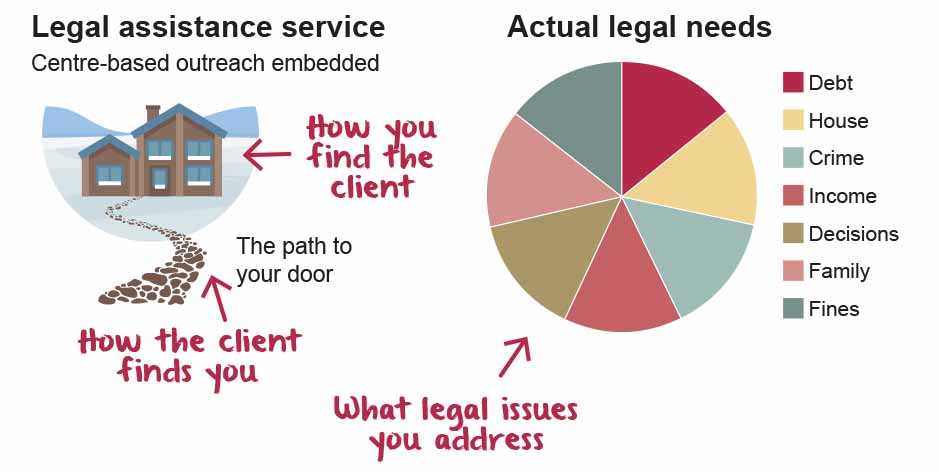 Legal assistance service
Centre-based outreach embedded
How you
find the
client
The path to
your door
How the client
finds you
Actual legal needs
Debt
House
Crime
Income
Decisions
Family
Fines
What legal issues
you address